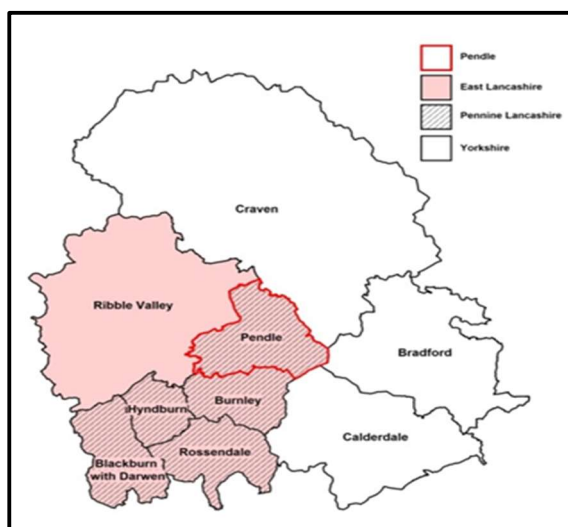 Pendle
East Lancashire
Pennine Lancashire
Yorkshire
Craven
Ribble Valley
Pendle
Bradford
Hyndburn
Burnley
Calderdale
Rossendale
Blackburn
with Darwen